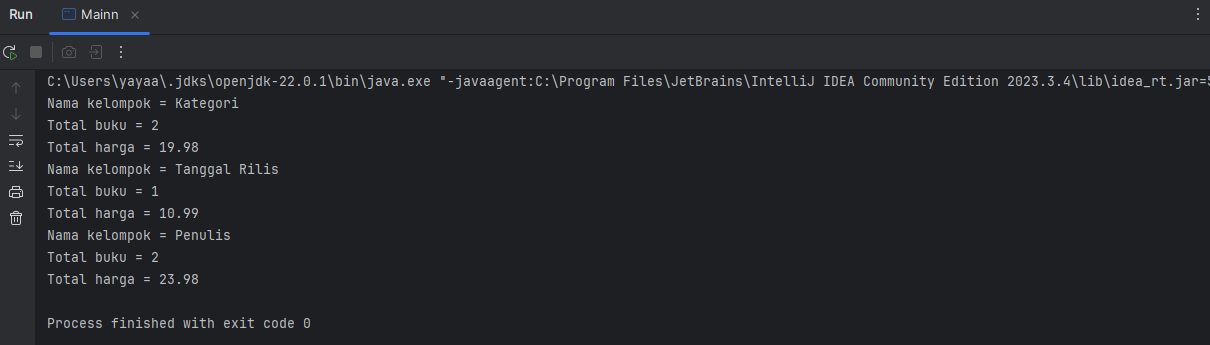 Run Mainn
C:\Users\yayaa\.jdks\openjdk-22.0.1\bin\java.exe "-javaagent:C:\Program Files\JetBrains\IntelliJ IDEA Community Edition 2023.3.4\lib\idea_rt.jar=5
Nama kelompok = Kategori
Total buku = 2
Total harga = 19.98
Nama kelompok = Tanggal Rilis
Total buku = 1
Total harga = 10.99
Nama kelompok = Penulis
Total buku = 2
Total harga = 23.98
Process finished with exit code 0